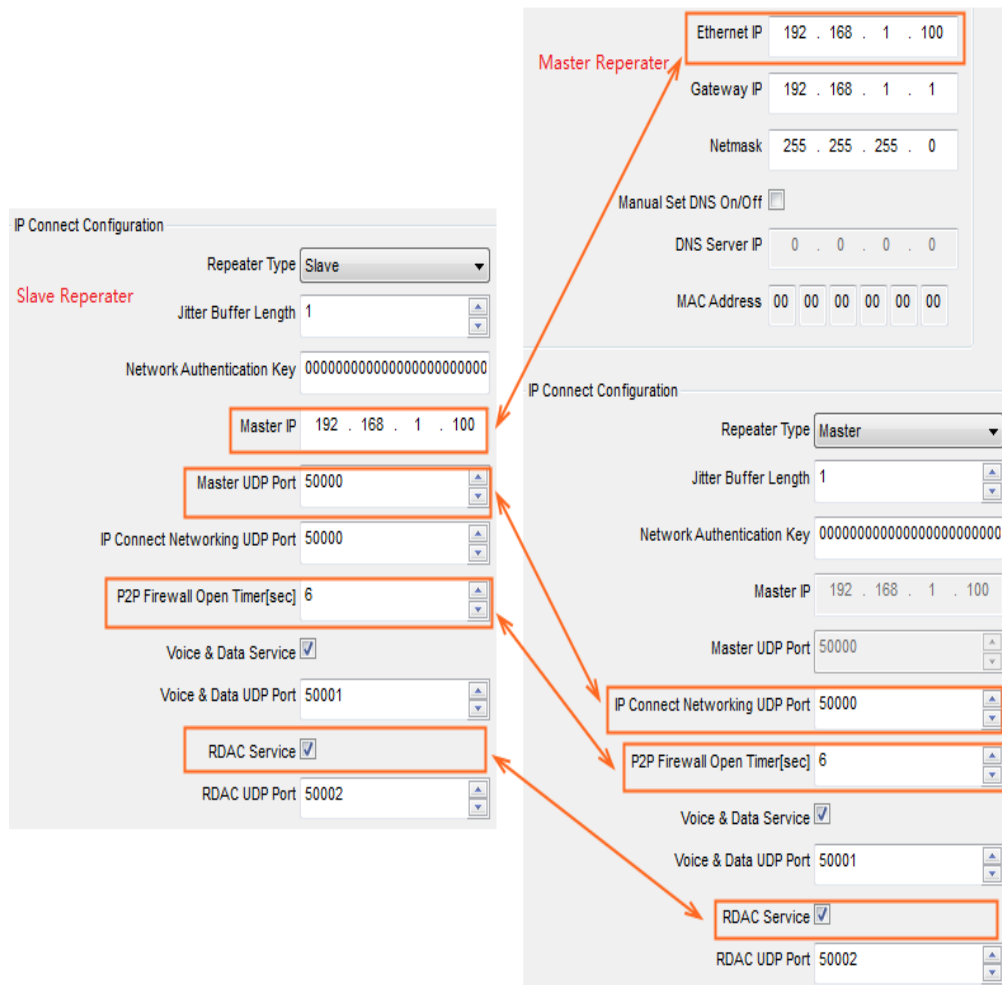 Ethernet IP 192 . 168 . 1 . 100
Master Reperater
Gateway IP 192 . 168 . 1 . 1
Netmask 255 . 255 . 255 . 0
Manual Set DNS On/Off
DNS Server IP 0 . 0 . 0 . 0
MAC Address 00 00 00 00 00 00
IP Connect Configuration
Repeater Type Slave
Slave Reperater
Jitter Buffer Length 1
Network Authentication Key 000000000000000000000000
Master IP 192 . 168 . 1 . 100
Master UDP Port 50000
IP Connect Networking UDP Port 50000
P2P Firewall Open Timer[sec] 6
Voice & Data Service
Voice & Data UDP Port 50001
RDAC Service
RDAC UDP Port 50002
IP Connect Configuration
Repeater Type Master
Jitter Buffer Length 1
Network Authentication Key 000000000000000000000000
Master IP 192 . 168 . 1 . 100
Master UDP Port 50000
IP Connect Networking UDP Port 50000
P2P Firewall Open Timer[sec] 6
Voice & Data Service
Voice & Data UDP Port 50001
RDAC Service
RDAC UDP Port 50002